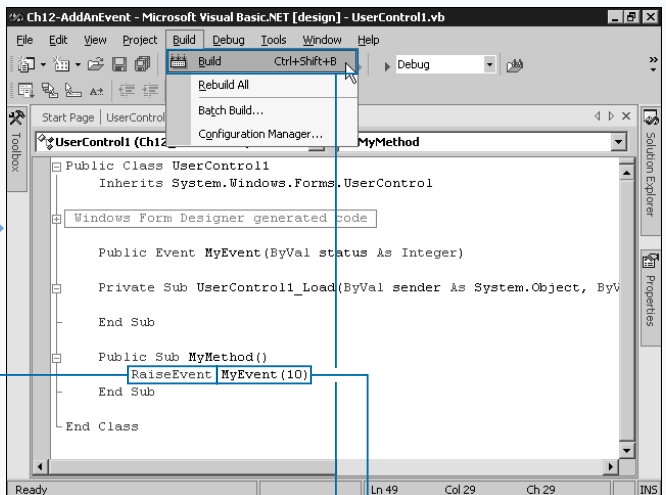 Ch12-AddAnEvent - Microsoft Visual Basic.NET [design] - UserControl1.vb
File Edit View Project Build Debug Tools Window Help
Build Ctrl+Shift+B
Debug
Rebuild All
Batch Build...
Configuration Manager...
Start Page UserControl
UserControl1 (Ch12_ MyMethod
Toolbox
Solution Explorer
Properties
Public Class UserControl1
Inherits System.Windows.Forms.UserControl
Windows Form Designer generated code
Public Event MyEvent(ByVal status As Integer)
Private Sub UserControl1_Load(ByVal sender As System.Object, ByV
End Sub
Public Sub MyMethod()
RaiseEvent MyEvent(10)
End Sub
End Class
Ready Ln 49 Col 29 Ch 29 INS